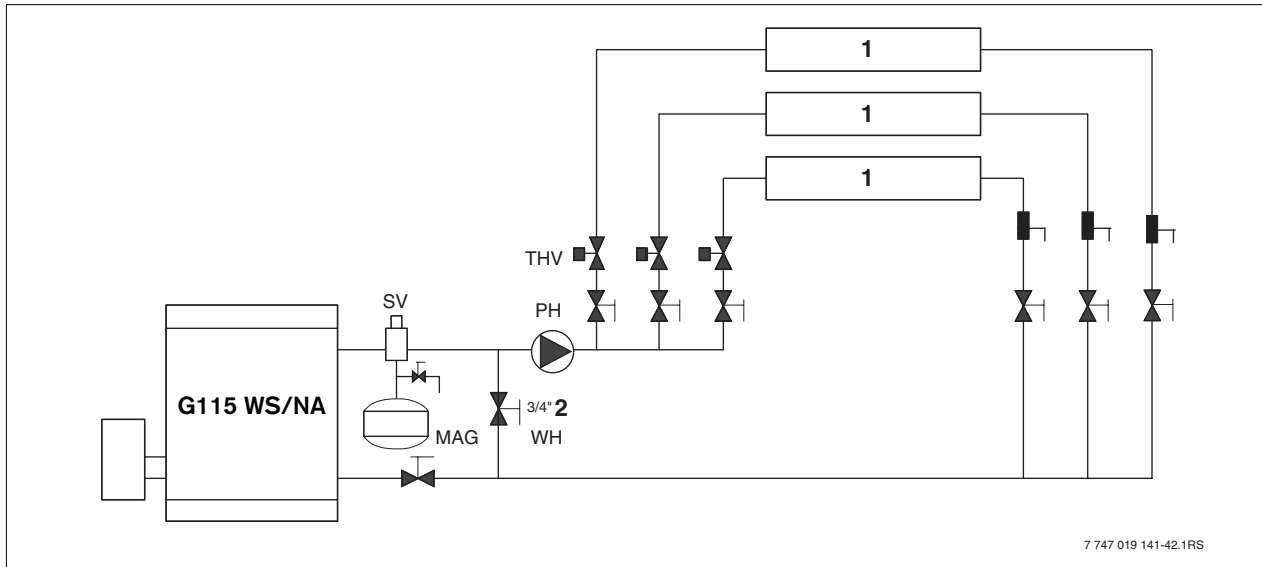 1
1
1
THV
SV
PH
G115 WS/NA
3/4" 2
MAG WH
7 747 019 141-42.1RS